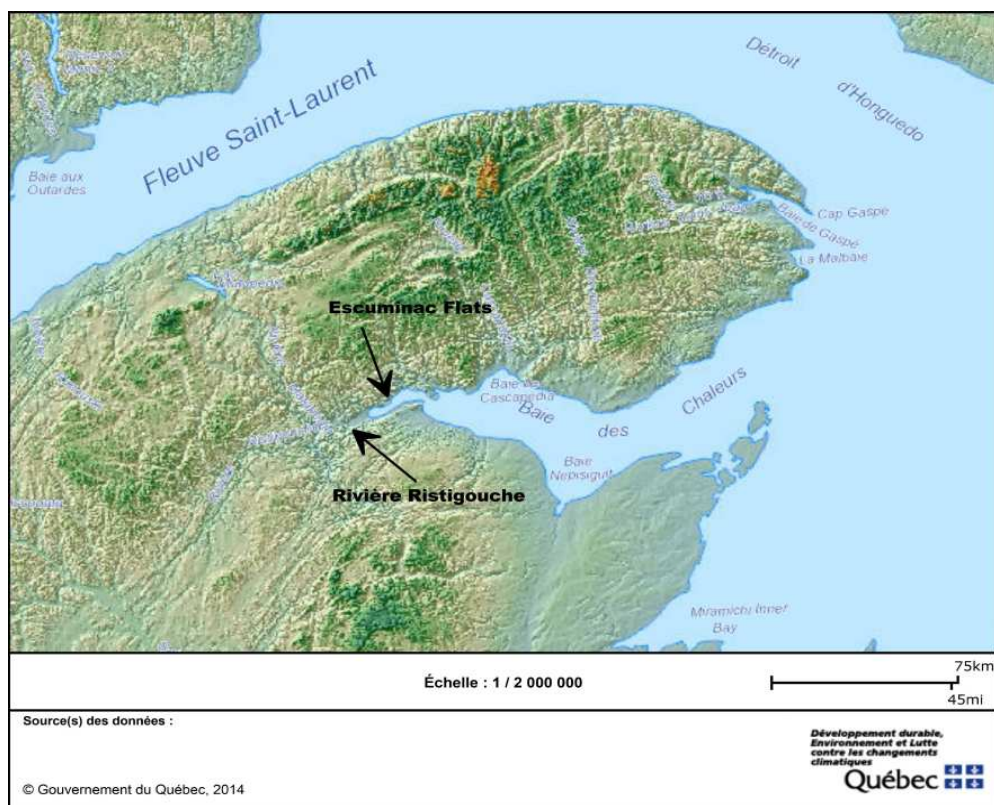 Détroit
d'Honguedo
Fleuve Saint-Laurent
Baie aux
Outardes
Cap Gaspé
Baie de Gaspé
La Malbaie
Escuminac Flats
Baie de
Cascapédia
Baie
des
Chaleurs
Baie
Nepisiguit
Rivière Ristigouche
Miramichi Inner
Bay
75km
Échelle : 1 / 2 000 000
45mi
Source(s) des données :
Développement durable,
Environnement et Lutte
contre les changements
climatiques
Québec
© Gouvernement du Québec, 2014